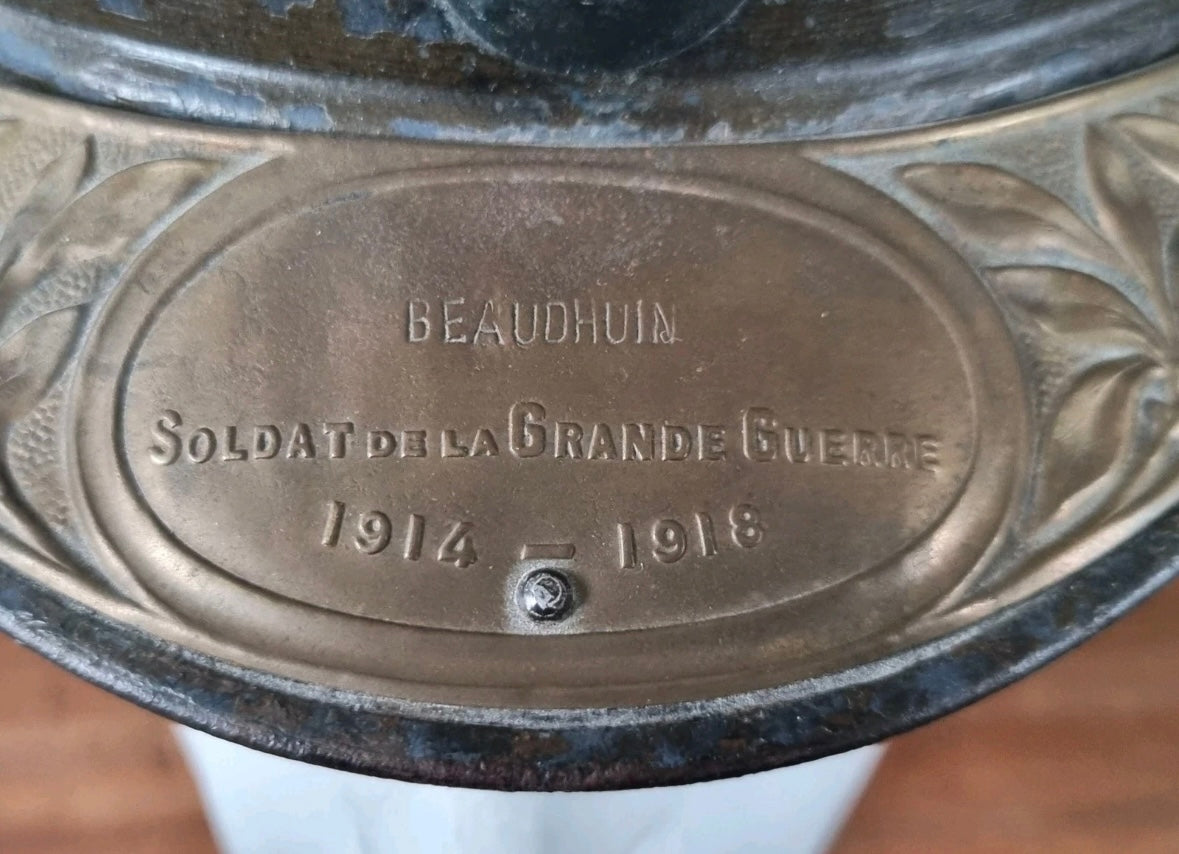 BEAUDHUIN
SOLDAT DE LA GRANDE GUERRE
1914 - 1918